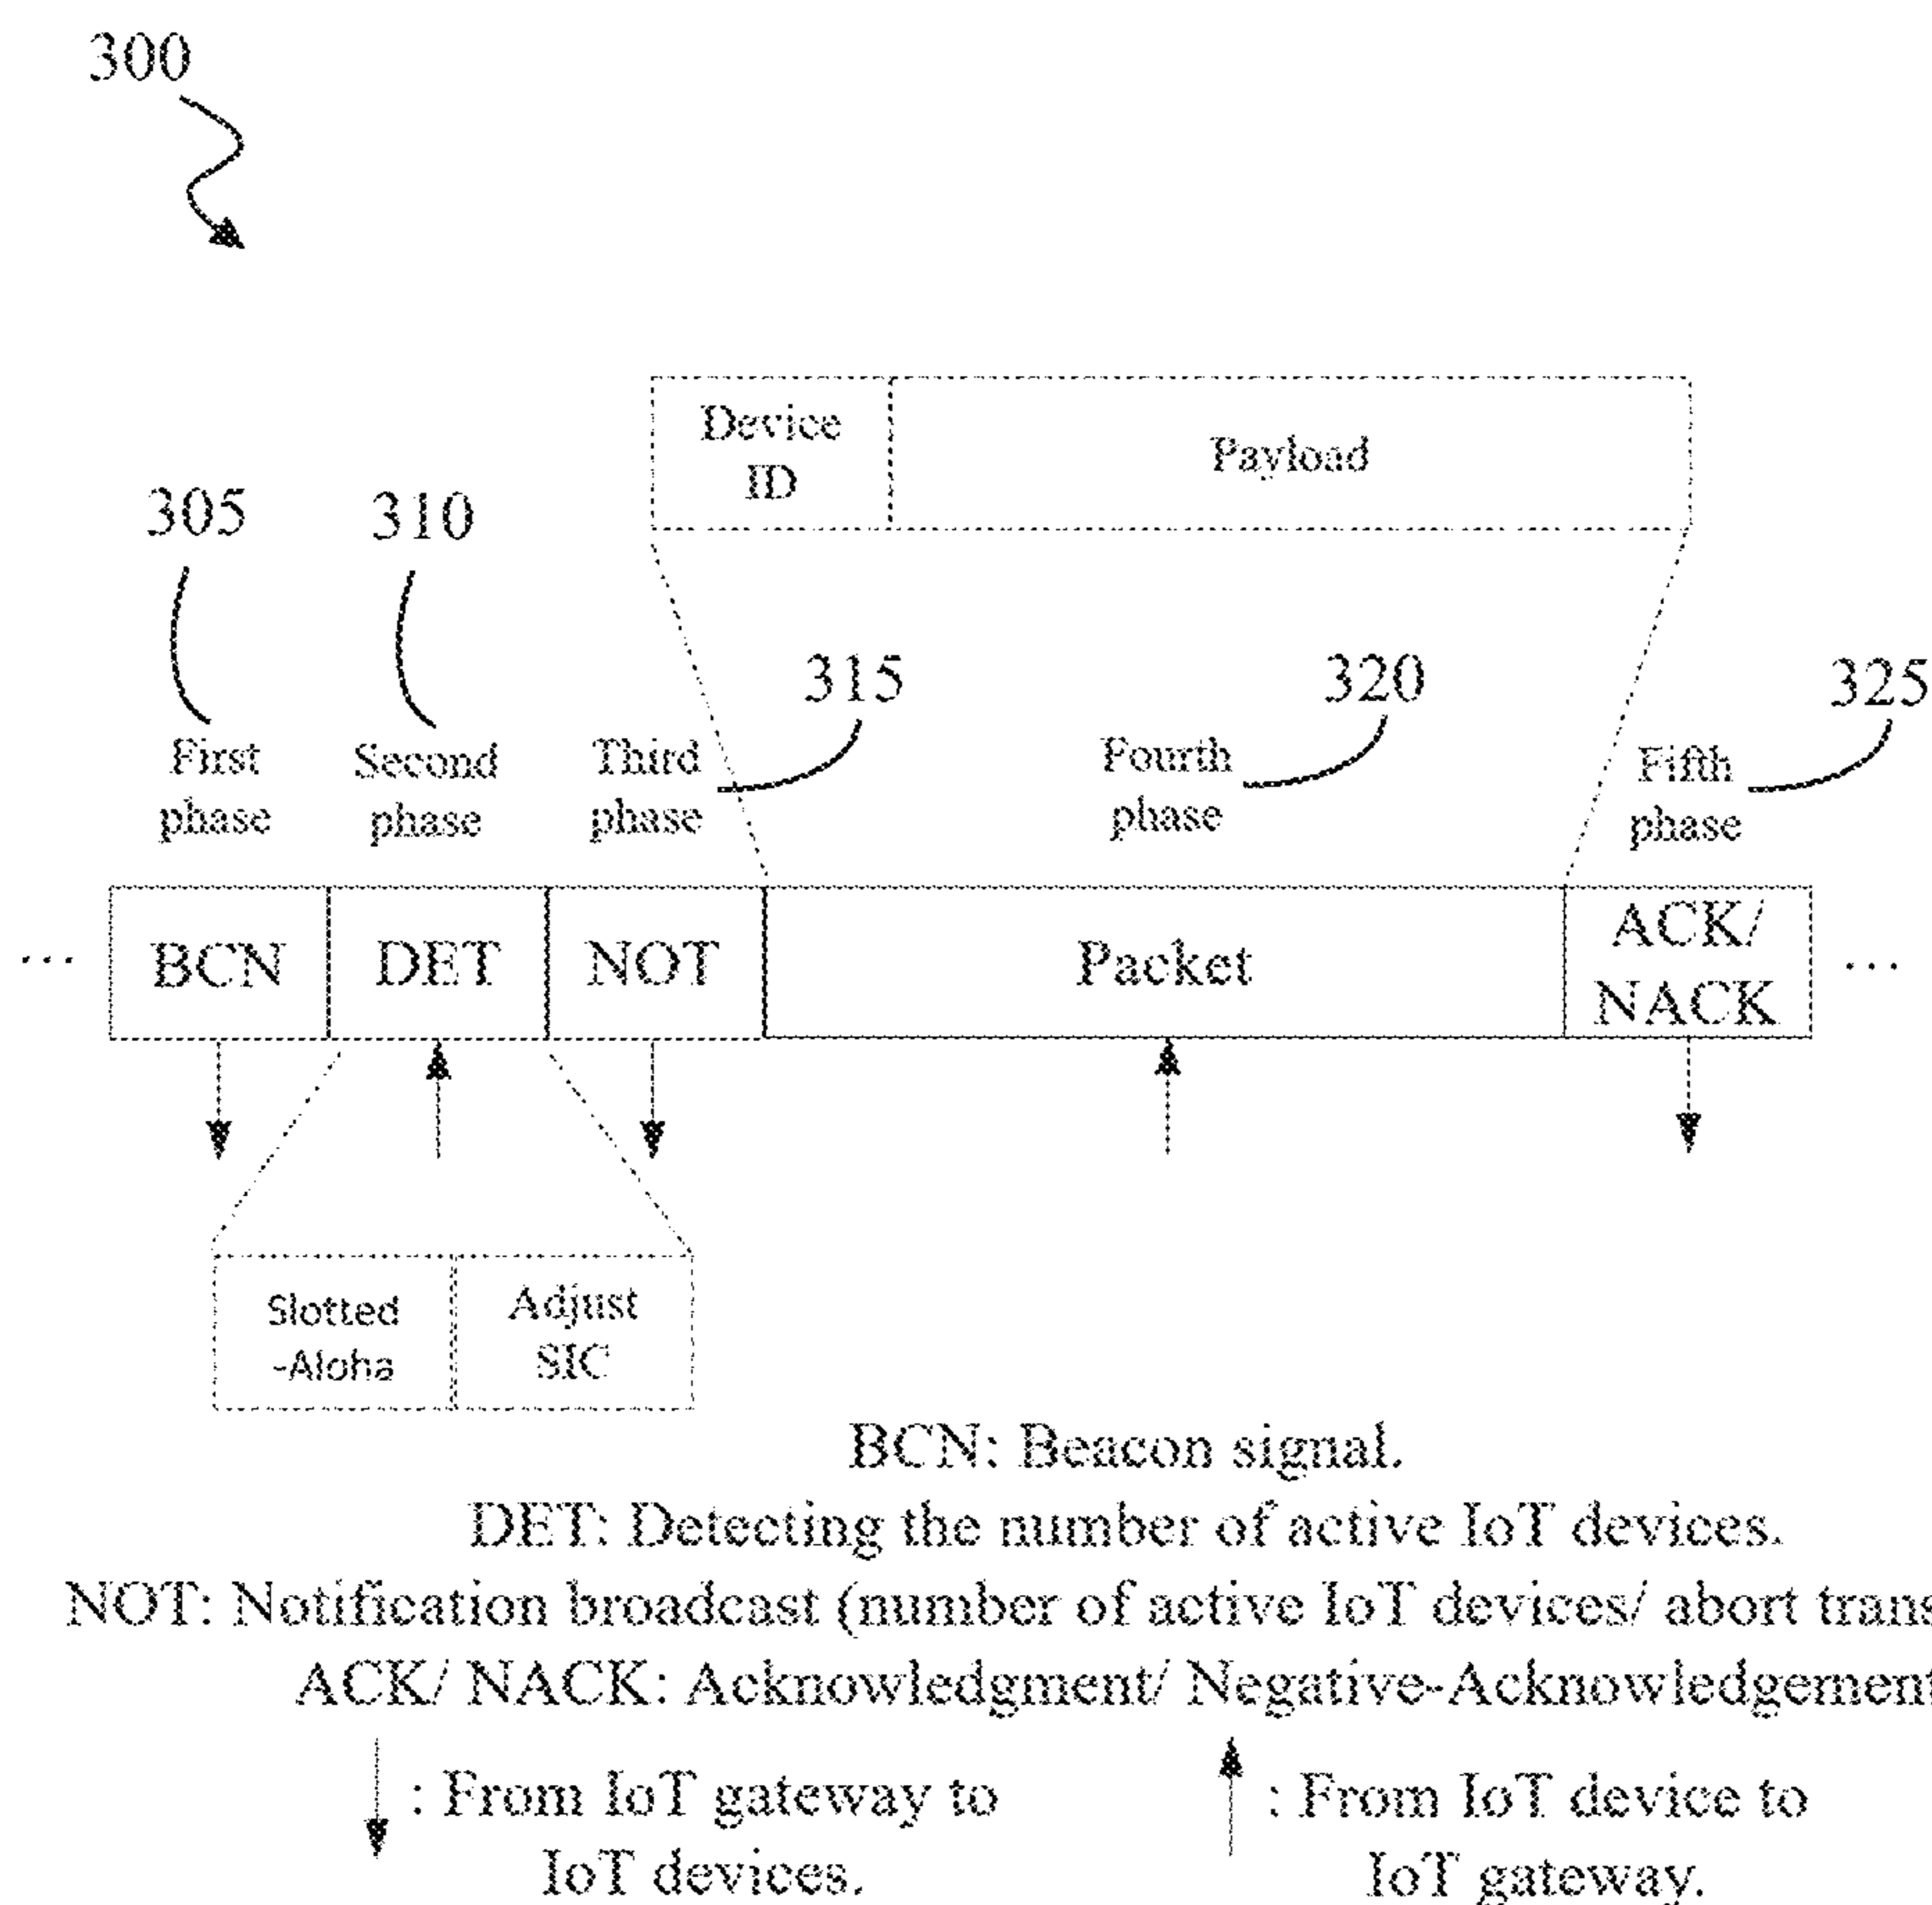 300
Device
ID
Payload
305
310
315
320
325
First
phase
Second
phase
Third
phase
Fourth
phase
Fifth
phase
... BCN
DET
NOT
Packet
ACK/
NACK
...
Slotted
-Aloha
Adjust
SIC
BCN: Beacon signal.
DET: Detecting the number of active IoT devices.
NOT: Notification broadcast (number of active IoT devices/ abort trans
ACK/ NACK: Acknowledgment/ Negative-Acknowledgement
: From IoT gateway to
IoT devices.
: From IoT device to
IoT gateway.